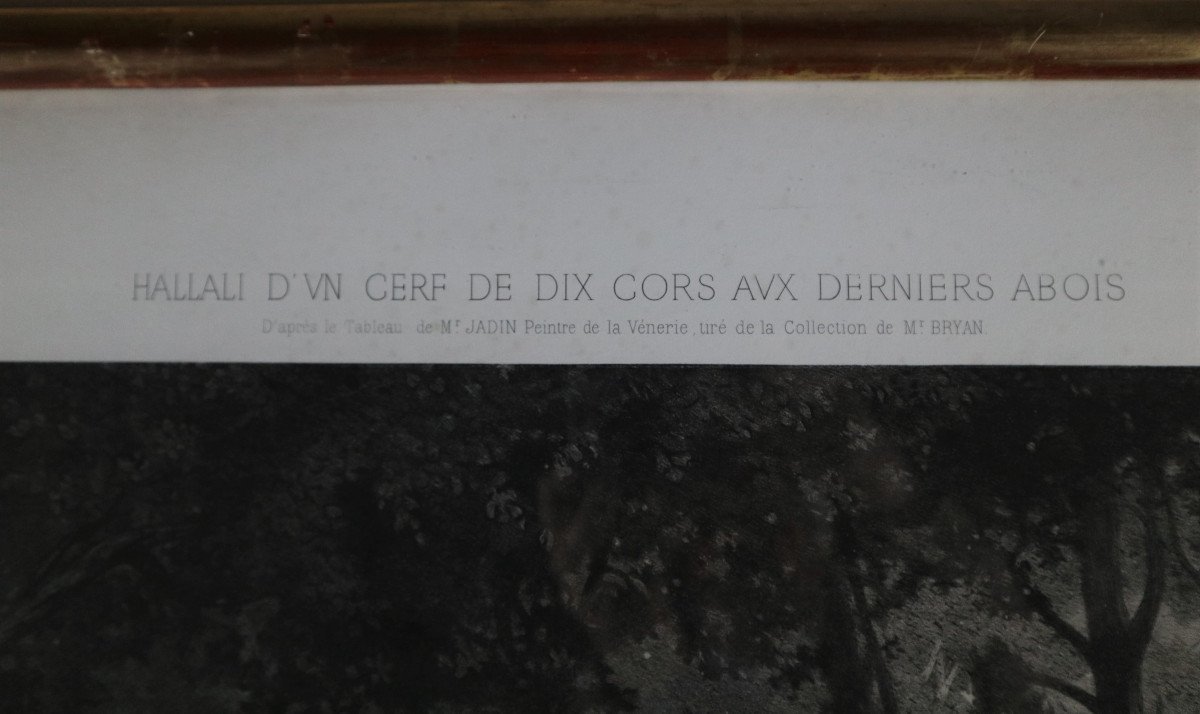 HALLALI D'VN CERF DE DIX CORS AVX DERNIERS ABOIS
D'après le Tableau de Mr JADIN Peintre de la Vénerie, uré de la Collection de Mr BRYAN.